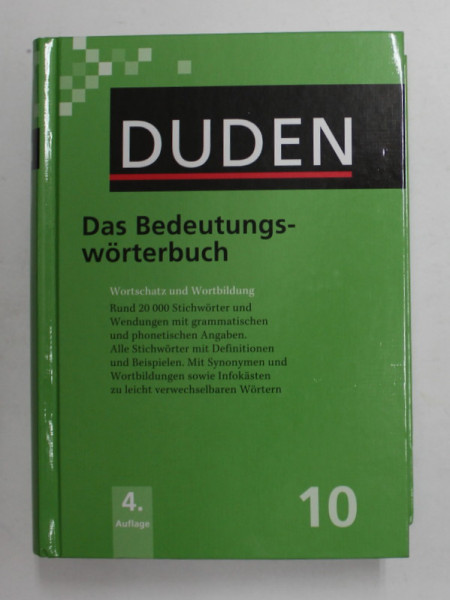 DUDEN
Das Bedeutungs-
wörterbuch
Wortschatz und Wortbildung
Rund 20 000 Stichwörter und
Wendungen mit grammatischen
und phonetischen Angaben.
Alle Stichwörter mit Definitionen
und Beispielen. Mit Synonymen und
Wortbildungen sowie Infokästen
zu leicht verwechselbaren Wörtern
4.
Auflage
10